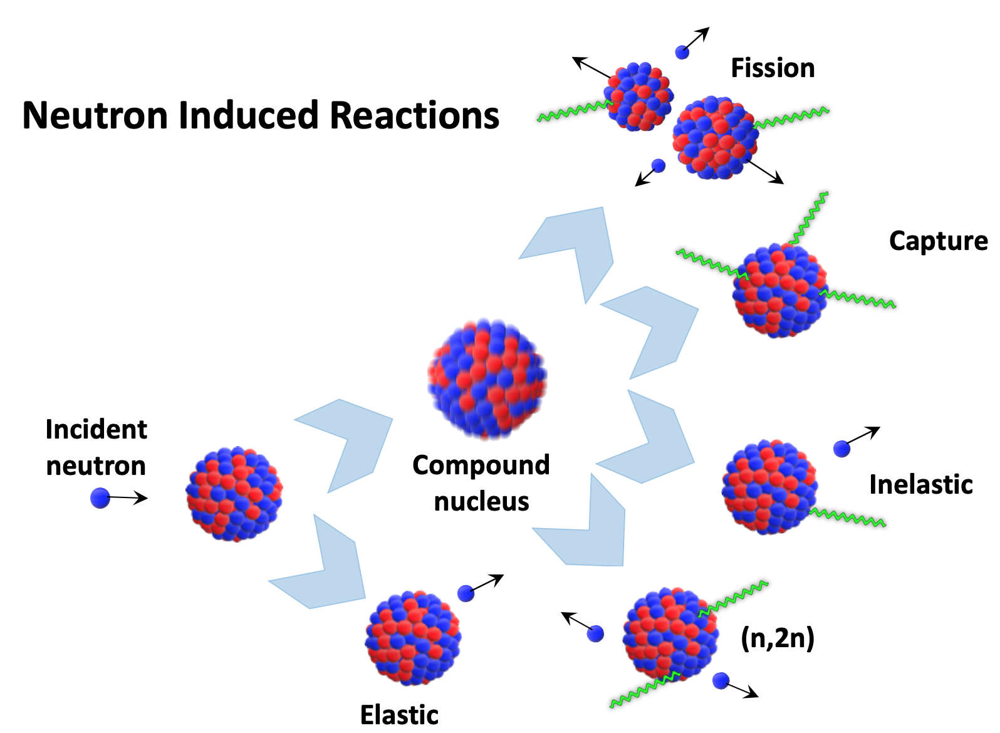 Neutron Induced Reactions
Fission
Capture
Incident
neutron
Compound
nucleus
Inelastic
(n,2n)
Elastic